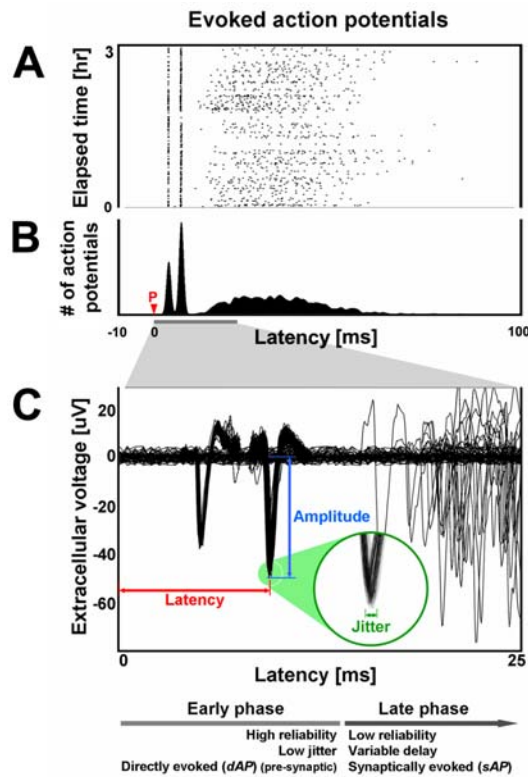 Evoked action potentials
A
Elapsed time [hr]
3
0
B
# of action
potentials
P
-10
0
Latency [ms]
100
C
Extracellular voltage [uV]
20
0
-20
-40
-60
Amplitude
Latency
Jitter
0
Latency [ms]
25
Early phase
Late phase
High reliability
Low reliability
Low jitter
Variable delay
Directly evoked (dAP) (pre-synaptic)
Synaptically evoked (sAP)